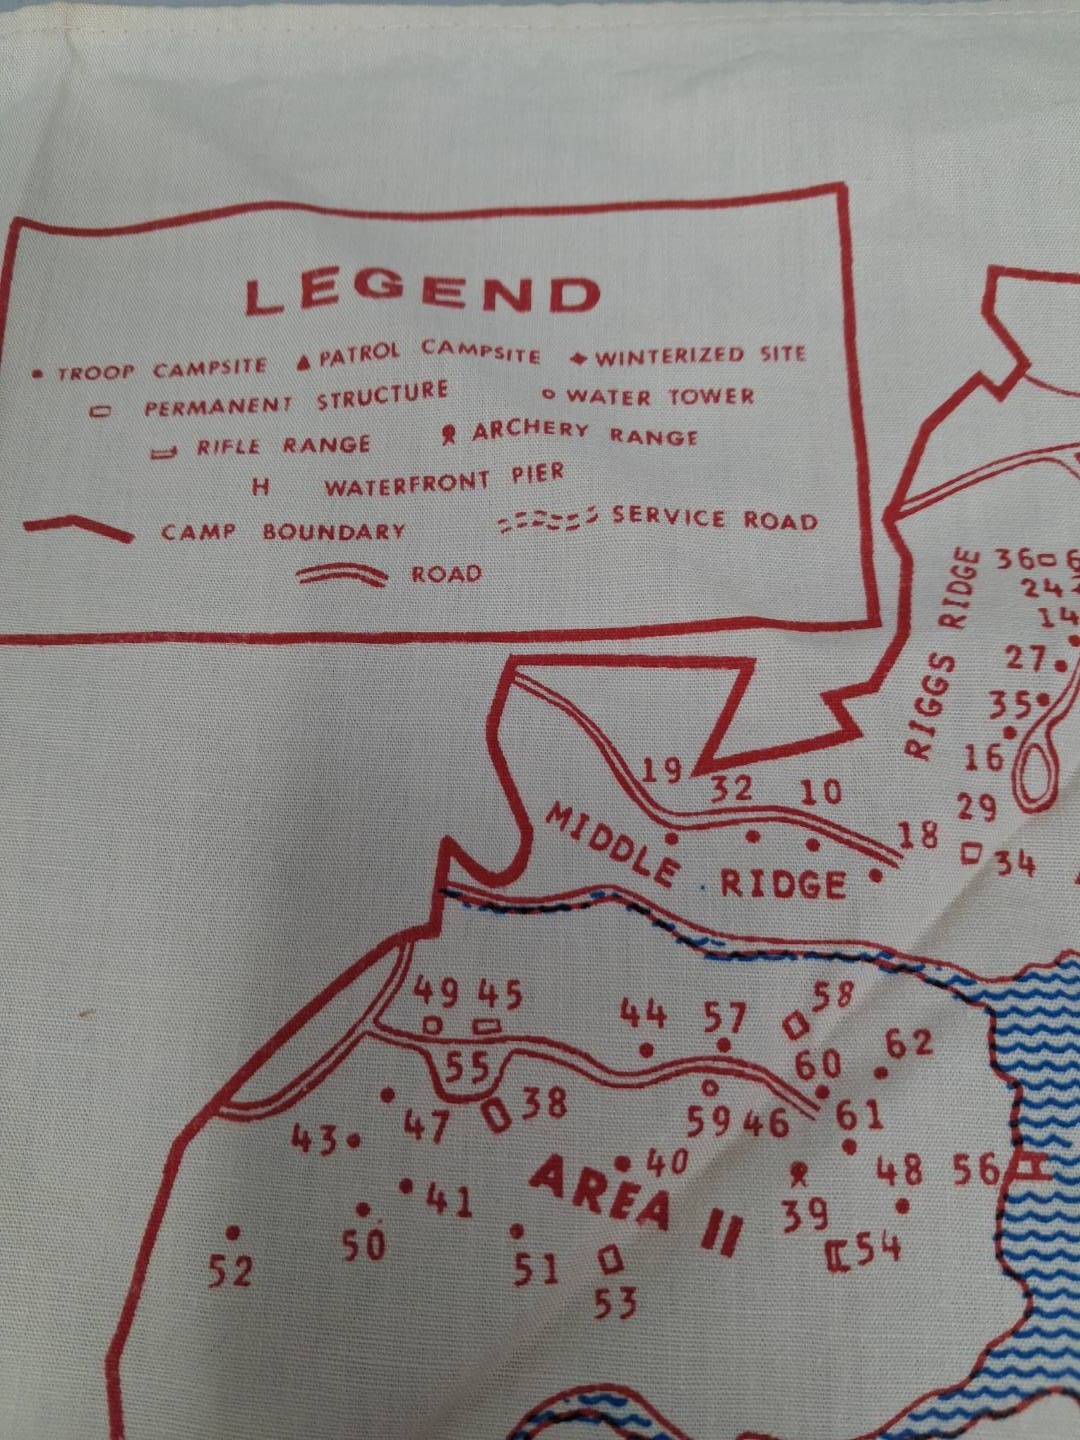 LEGEND
TROOP CAMPSITE PATROL CAMPSITE WINTERIZED SITE
PERMANENT STRUCTURE WATER TOWER
RIFLE RANGE ARCHERY RANGE
H WATERFRONT PIER
CAMP BOUNDARY SERVICE ROAD
ROAD
RIGGS RIDGE
36
24
14
27
35
16
29
34
19 32 10 18
MIDDLE RIDGE
49 45 44 57 58
55 60 62
38 59 46 61
43 47
40 48 56
41 AREA II 39
52 50 51 54
53